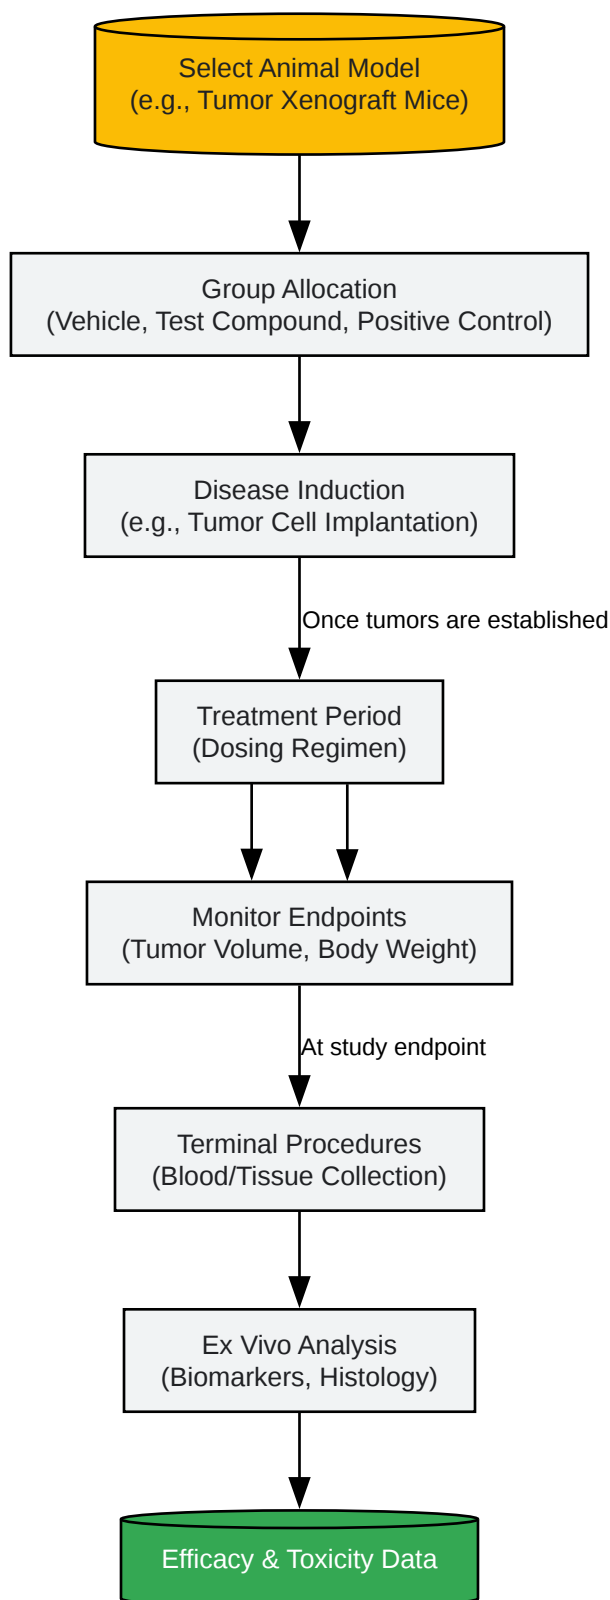 Select Animal Model
(e.g., Tumor Xenograft Mice)
Group Allocation
(Vehicle, Test Compound, Positive Control)
Disease Induction
(e.g., Tumor Cell Implantation)
Once tumors are established
Treatment Period
(Dosing Regimen)
Monitor Endpoints
(Tumor Volume, Body Weight)
At study endpoint
Terminal Procedures
(Blood/Tissue Collection)
Ex Vivo Analysis
(Biomarkers, Histology)
Efficacy & Toxicity Data